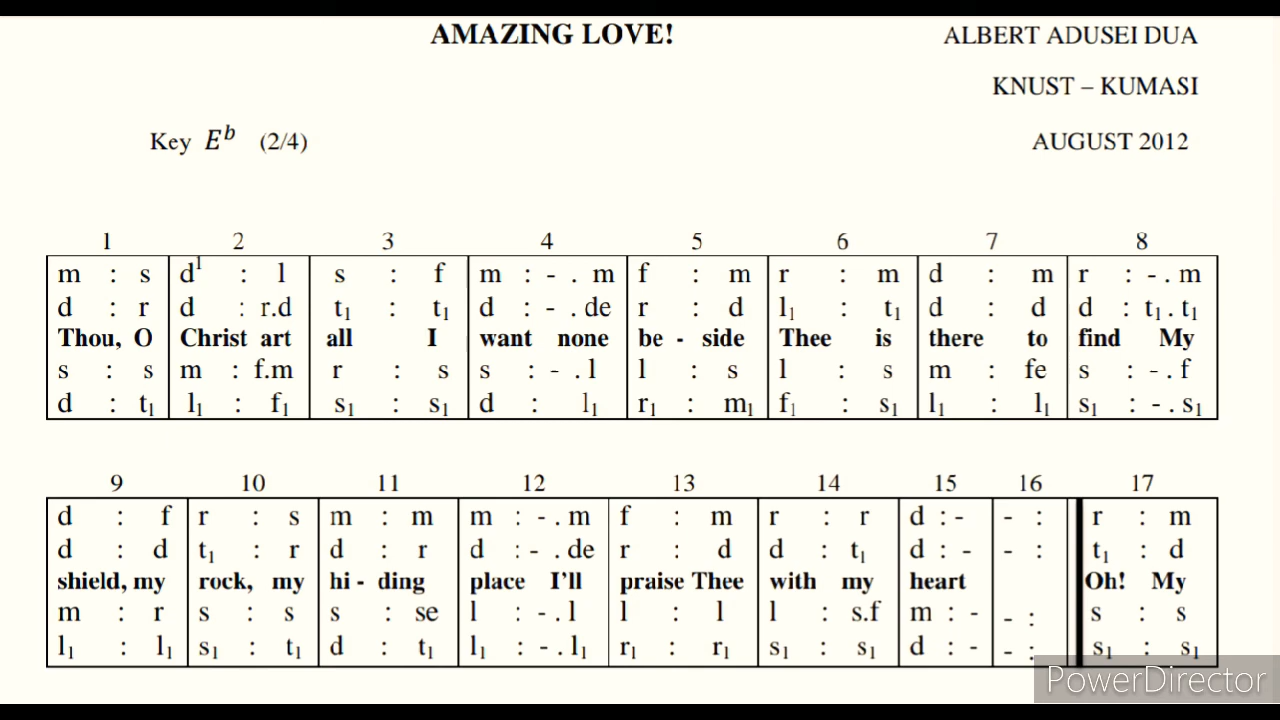 AMAZING LOVE!
ALBERT ADUSEI DUA
KNUST – KUMASI
Key E♭ (2/4)
AUGUST 2012
1 2 3 4 5 6 7 8
m : s | d¹ : l | s : f | m : - . m | f : m | r : m | d : m | r : - . m
d : r | d : r.d | t₁ : t₁ | d : - . de | r : d | l₁ : t₁ | d : d | d : t₁ . t₁
Thou, O | Christ art | all I | want none | be - side | Thee is | there to | find My
s : s | m : f.m | r : s | s : - . l | l : s | l : s | m : fe | s : - . f
d : t₁ | l₁ : f₁ | s₁ : s₁ | d : l₁ | r₁ : m₁ | f₁ : s₁ | l₁ : l₁ | s₁ : - . s₁
9 10 11 12 13 14 15 16 17
d : f | r : s | m : m | m : - . m | f : m | r : r | d : - | - : | r : m
d : d | t₁ : r | d : r | d : - . de | r : d | d : t₁ | d : - | - : | t₁ : d
shield, my | rock, my | hi - ding | place I'll | praise Thee | with my | heart | | Oh! My
m : r | s : s | s : se | l : - . l | l : l | l : s.f | m : - | - : | s : s
l₁ : l₁ | s₁ : t₁ | d : t₁ | l₁ : - . l₁ | r₁ : r₁ | s₁ : s₁ | d : - | - : | s₁ : s₁
PowerDirector